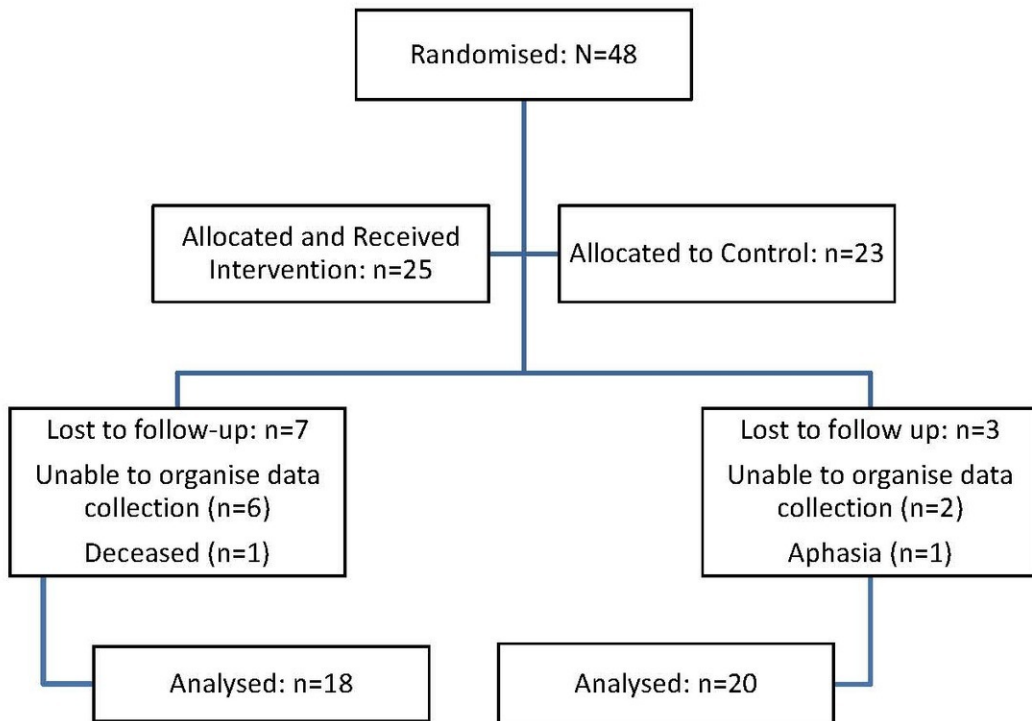 Randomised: N=48
Allocated and Received
Intervention: n=25
Allocated to Control: n=23
Lost to follow-up: n=7
Unable to organise data
collection (n=6)
Deceased (n=1)
Lost to follow up: n=3
Unable to organise data
collection (n=2)
Aphasia (n=1)
Analysed: n=18
Analysed: n=20